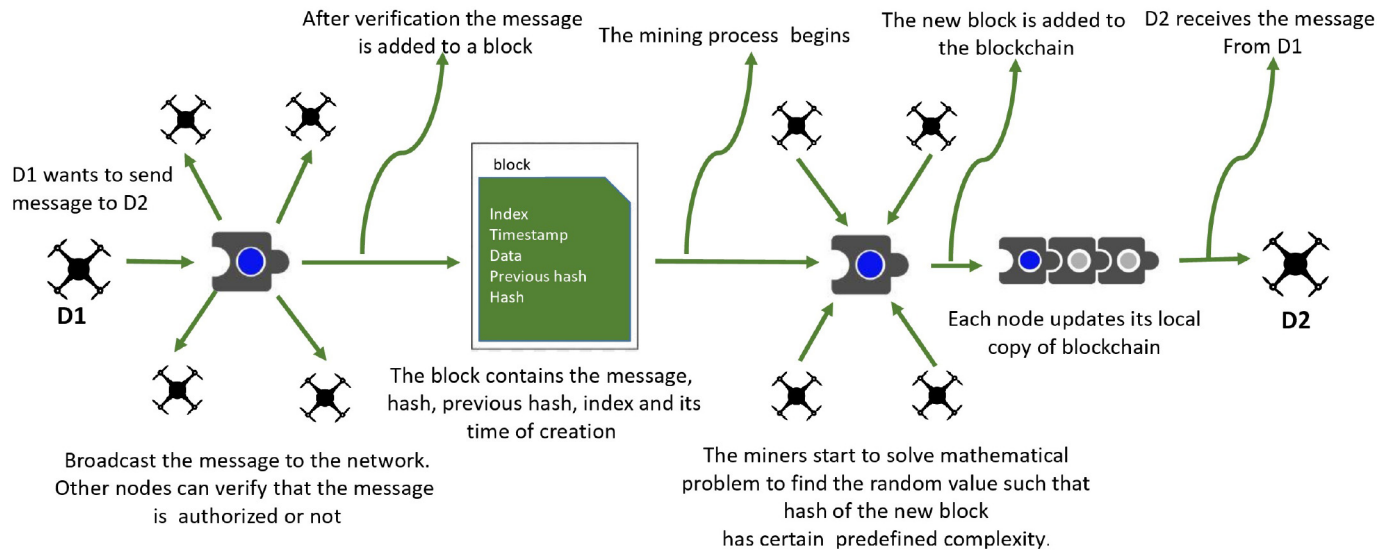 After verification the message
is added to a block
The mining process begins
The new block is added to
the blockchain
D2 receives the message
From D1
D1 wants to send
message to D2
D1
block
Index
Timestamp
Data
Previous hash
Hash
The block contains the message,
hash, previous hash, index and its
time of creation
Each node updates its local
copy of blockchain
D2
Broadcast the message to the network.
Other nodes can verify that the message
is authorized or not
The miners start to solve mathematical
problem to find the random value such that
hash of the new block
has certain predefined complexity.